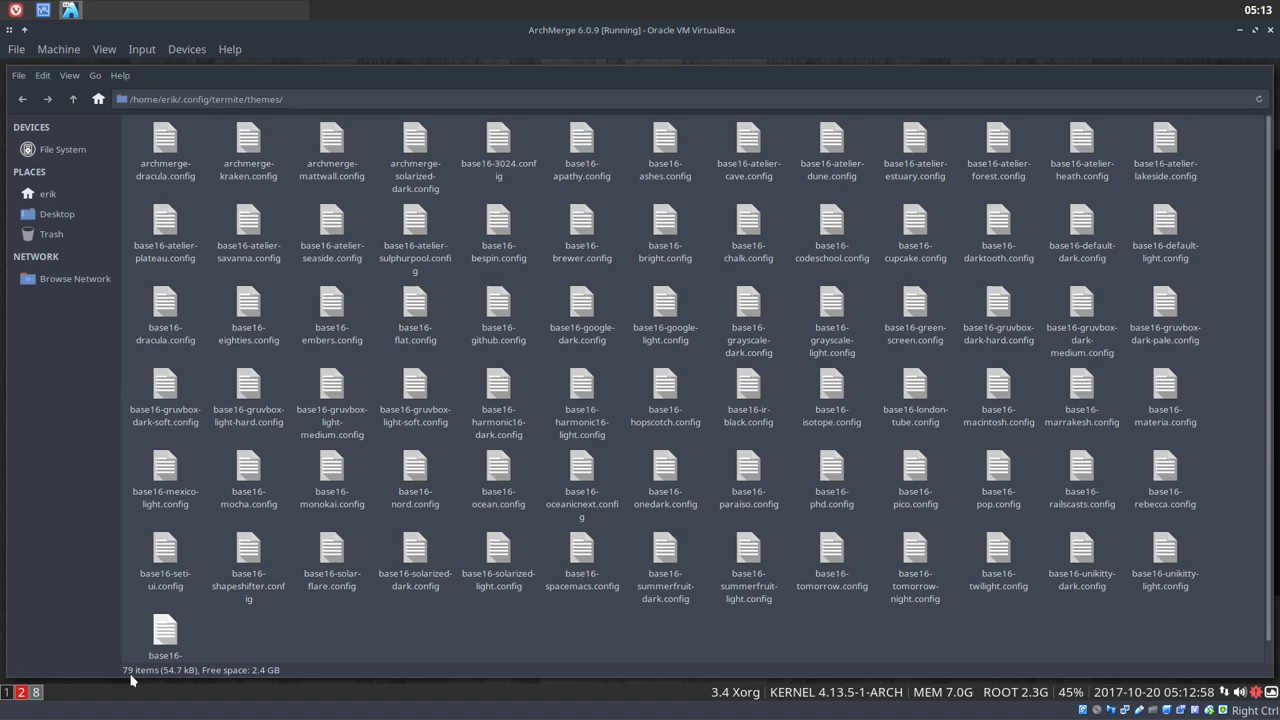 05:13
ArchMerge 6.0.9 [Running] - Oracle VM VirtualBox
File Machine View Input Devices Help
File Edit View Go Help
/home/erik/.config/termite/themes/
DEVICES
File System
PLACES
erik
Desktop
Trash
NETWORK
Browse Network
archmerge-
dracula.config
archmerge-
kraken.config
archmerge-
mattwall.config
archmerge-
solarized-
dark.config
base16-3024.conf
ig
base16-
apathy.config
base16-
ashes.config
base16-atelier-
cave.config
base16-atelier-
dune.config
base16-atelier-
estuary.config
base16-atelier-
forest.config
base16-atelier-
heath.config
base16-atelier-
lakeside.config
base16-atelier-
plateau.config
base16-atelier-
savanna.config
base16-atelier-
seaside.config
base16-atelier-
sulphurpool.confi
g
base16-
bespin.config
base16-
brewer.config
base16-
bright.config
base16-
chalk.config
base16-
codeschool.config
base16-
cupcake.config
base16-
darktooth.config
base16-default-
dark.config
base16-default-
light.config
base16-
dracula.config
base16-
eighties.config
base16-
embers.config
base16-
flat.config
base16-
github.config
base16-google-
dark.config
base16-google-
light.config
base16-
grayscale-
dark.config
base16-
grayscale-
light.config
base16-green-
screen.config
base16-gruvbox-
dark-hard.config
base16-gruvbox-
dark-
medium.config
base16-gruvbox-
dark-pale.config
base16-gruvbox-
dark-soft.config
base16-gruvbox-
light-hard.config
base16-gruvbox-
light-
medium.config
base16-gruvbox-
light-soft.config
base16-
harmonic16-
dark.config
base16-
harmonic16-
light.config
base16-
hopscotch.config
base16-ir-
black.config
base16-
isotope.config
base16-london-
tube.config
base16-
macintosh.config
base16-
marrakesh.config
base16-
materia.config
base16-mexico-
light.config
base16-
mocha.config
base16-
monokai.config
base16-
nord.config
base16-
ocean.config
base16-
oceanicnext.confi
g
base16-
onedark.config
base16-
paraiso.config
base16-
phd.config
base16-
pico.config
base16-
pop.config
base16-
railscasts.config
base16-
rebecca.config
base16-seti-
ui.config
base16-
shapeshifter.conf
ig
base16-solar-
flare.config
base16-solarized-
dark.config
base16-solarized-
light.config
base16-
spacemacs.config
base16-
summerfruit-
dark.config
base16-
summerfruit-
light.config
base16-
tomorrow.config
base16-
tomorrow-
night.config
base16-
twilight.config
base16-unikitty-
dark.config
base16-unikitty-
light.config
base16-
79 items (54.7 kB), Free space: 2.4 GB
1 2 8
3.4 Xorg KERNEL 4.13.5-1-ARCH MEM 7.0G ROOT 2.3G 45% 2017-10-20 05:12:58
Right Ctrl